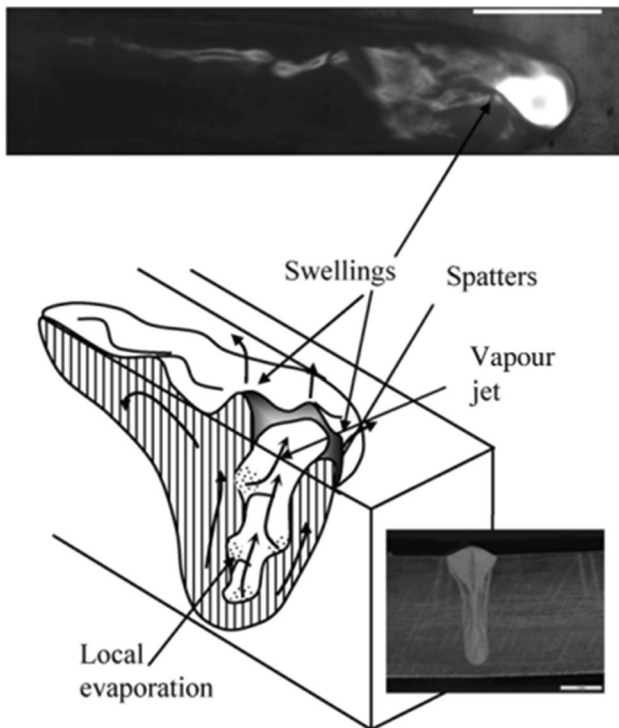 Swellings
Spatters
Vapour
jet
Local
evaporation